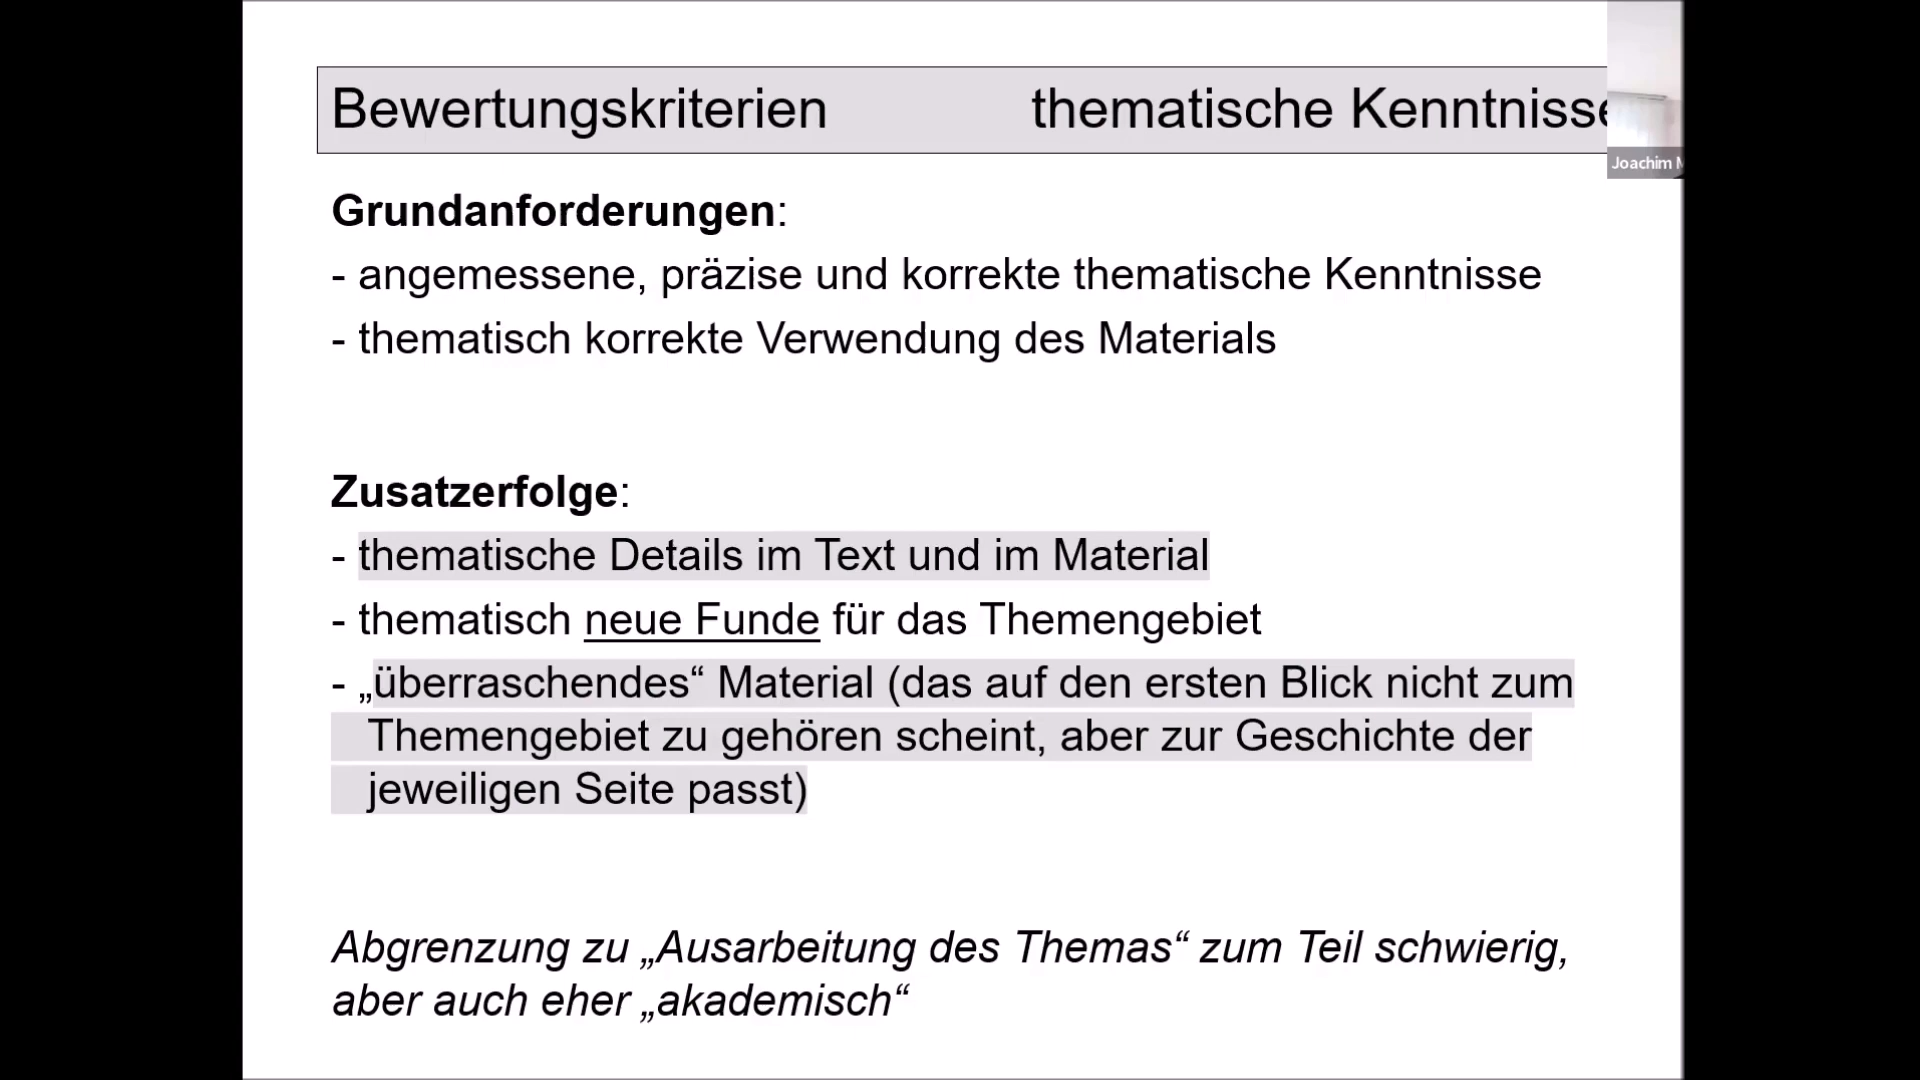 Bewertungskriterien thematische Kenntnisse
Joachim M
Grundanforderungen:
- angemessene, präzise und korrekte thematische Kenntnisse
- thematisch korrekte Verwendung des Materials
Zusatzerfolge:
- thematische Details im Text und im Material
- thematisch neue Funde für das Themengebiet
- „überraschendes“ Material (das auf den ersten Blick nicht zum
Themengebiet zu gehören scheint, aber zur Geschichte der
jeweiligen Seite passt)
Abgrenzung zu „Ausarbeitung des Themas“ zum Teil schwierig,
aber auch eher „akademisch“